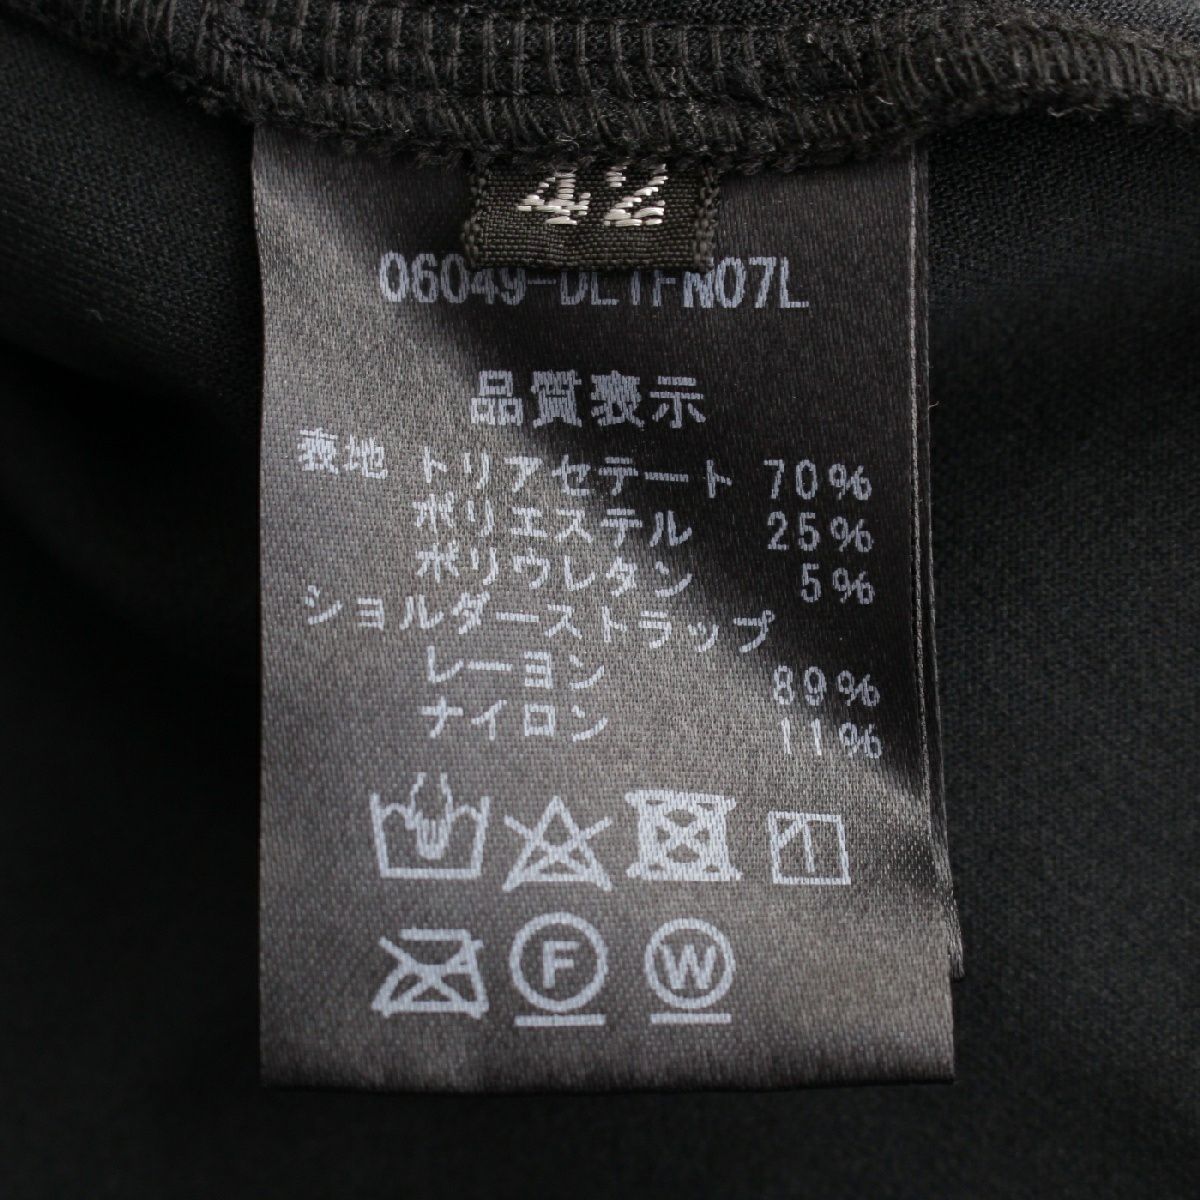 42
06049-DLTFN07L
品質表示
表地 トリアセテート 70%
ポリエステル 25%
ポリウレタン 5%
ショルダーストラップ
レーヨン 89%
ナイロン 11%
F W